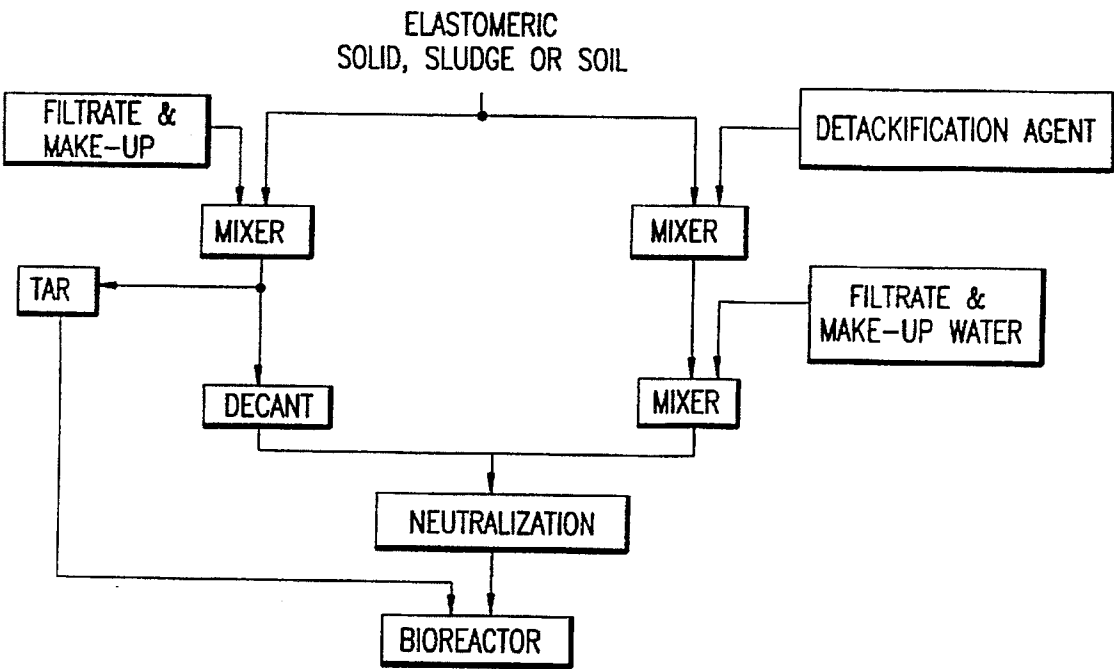 ELASTOMERIC
SOLID, SLUDGE OR SOIL
FILTRATE &
MAKE-UP
DETACKIFICATION AGENT
MIXER
MIXER
TAR
FILTRATE &
MAKE-UP WATER
DECANT
MIXER
NEUTRALIZATION
BIOREACTOR